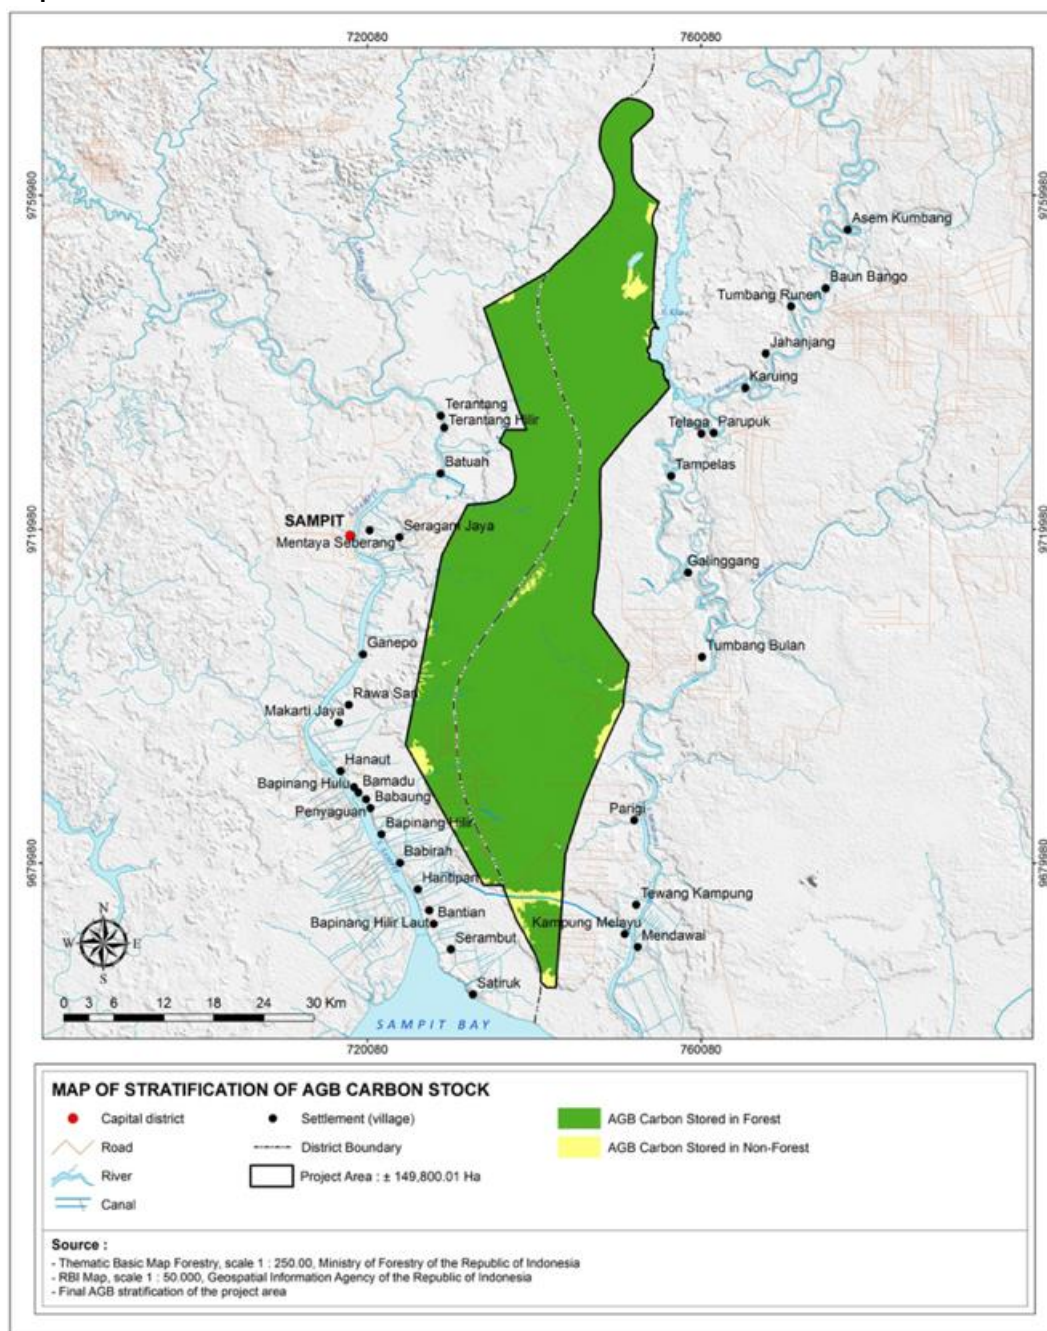 720080
760080
9759980
9759980
Asem Kumbang
Baun Bango
Tumbang Runen
Jahanjang
Karuing
Terantang
Terantang Hilir
Telaga
Parupuk
Batuah
Tampelas
SAMPIT
Seragam Jaya
Mentaya Seberang
9719980
9719980
Galinggang
Ganepo
Tumbang Bulan
Rawa Sari
Makarti Jaya
Hanaut
Bapinang Hulu
Bamadu
Babaung
Penyaguan
Bapinang Hilir
Parigi
Babirah
9679980
9679980
Hantipan
Tewang Kampung
Bantian
Bapinang Hilir Laut
Kampung Melayu
Mendawai
Serambut
Satiruk
N
W
E
S
0 3 6 12 18 24 30 Km
SAMPIT BAY
720080
760080
MAP OF STRATIFICATION OF AGB CARBON STOCK
Capital district
Settlement (village)
AGB Carbon Stored in Forest
Road
District Boundary
AGB Carbon Stored in Non-Forest
River
Project Area : ± 149,800.01 Ha
Canal
Source :
- Thematic Basic Map Forestry, scale 1 : 250.00, Ministry of Forestry of the Republic of Indonesia
- RBI Map, scale 1 : 50.000, Geospatial Information Agency of the Republic of Indonesia
- Final AGB stratification of the project area